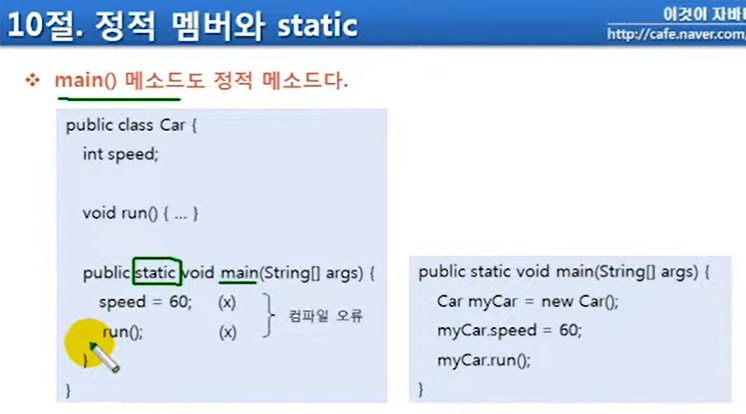 10절. 정적 멤버와 static
이것이 자바
http://cafe.naver.com/
❖ main() 메소드도 정적 메소드다.
public class Car {
int speed;
void run() { ... }
public static void main(String[] args) {
speed = 60; (x)
run(); (x)
컴파일 오류
}
}
public static void main(String[] args) {
Car myCar = new Car();
myCar.speed = 60;
myCar.run();
}